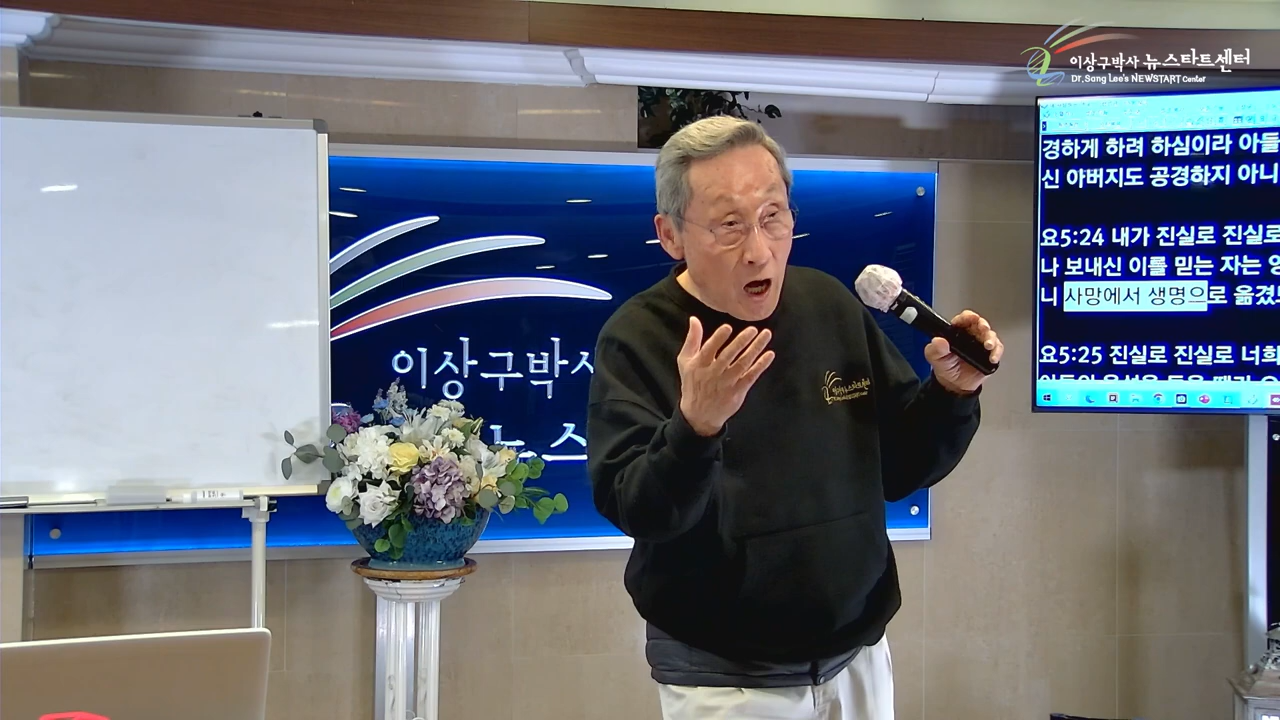 이상구박사 뉴스타트센터
Dr. Sang Lee's NEWSTART Center
경하게 하려 하심이라 아들
신 아버지도 공경하지 아니
요5:24 내가 진실로 진실로
나 보내신 이를 믿는 자는 영
니 사망에서 생명으로 옮겼
요5:25 진실로 진실로 너희
이상구박사
뉴스